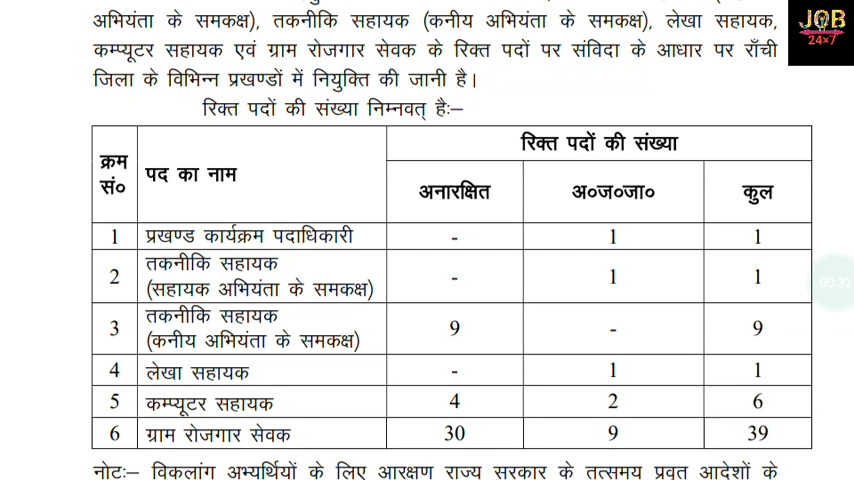 अभियंता के समकक्ष), तकनीकि सहायक (कनीय अभियंता के समकक्ष), लेखा सहायक,
कम्प्यूटर सहायक एवं ग्राम रोजगार सेवक के रिक्त पदों पर संविदा के आधार पर राँची
जिला के विभिन्न प्रखण्डों में नियुक्ति की जानी है।
रिक्त पदों की संख्या निम्नवत् है:–
क्रम सं० पद का नाम रिक्त पदों की संख्या
अनारक्षित अ०ज०जा० कुल
1 प्रखण्ड कार्यक्रम पदाधिकारी - 1 1
2 तकनीकि सहायक
(सहायक अभियंता के समकक्ष) - 1 1
3 तकनीकि सहायक
(कनीय अभियंता के समकक्ष) 9 - 9
4 लेखा सहायक - 1 1
5 कम्प्यूटर सहायक 4 2 6
6 ग्राम रोजगार सेवक 30 9 39
नोटः– विकलांग अभ्यर्थियों के लिए आरक्षण राज्य सरकार के तत्समय प्रवृत आदेशों के
JOB
24×7
00:32